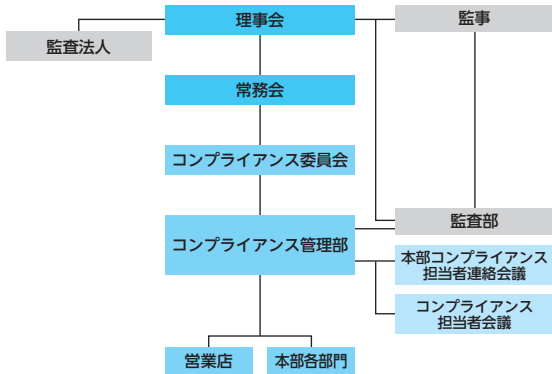 理事会
監事
監査法人
常務会
コンプライアンス委員会
監査部
コンプライアンス管理部
本部コンプライアンス
担当者連絡会議
コンプライアンス
担当者会議
営業店
本部各部門